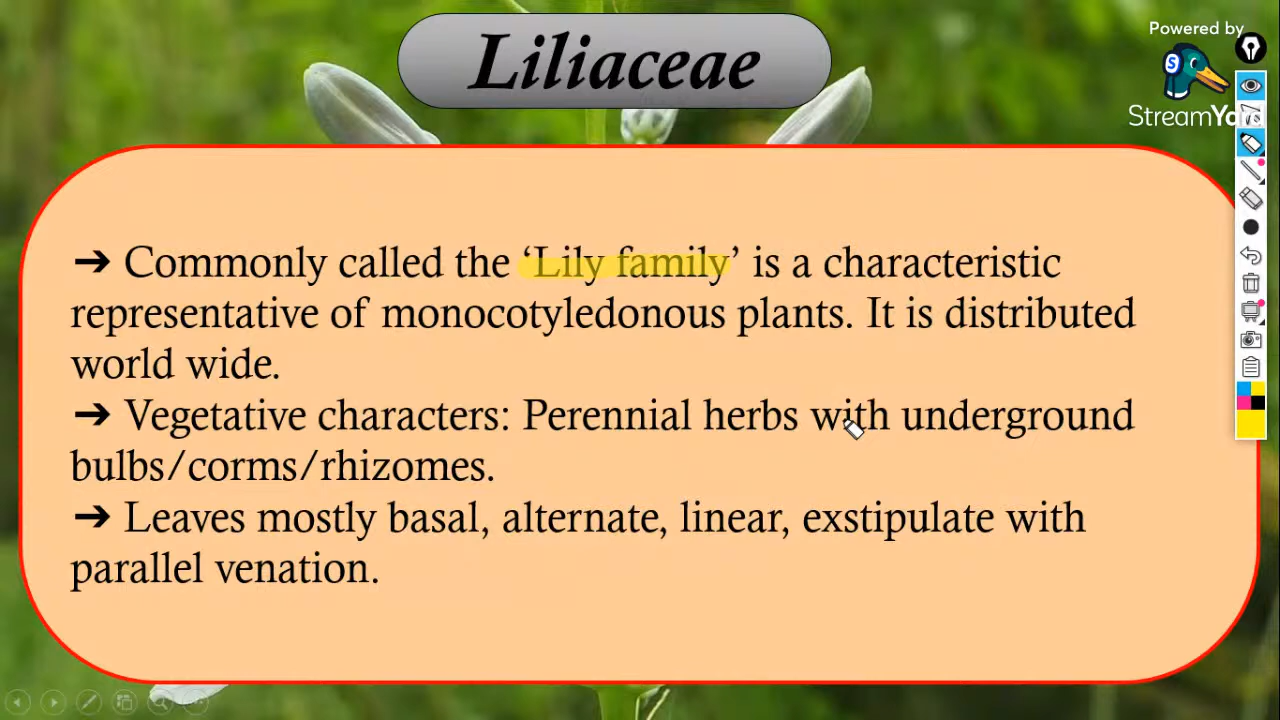 Liliaceae
Powered by
StreamYard
➔ Commonly called the ‘Lily family’ is a characteristic
representative of monocotyledonous plants. It is distributed
world wide.
➔ Vegetative characters: Perennial herbs with underground
bulbs/corms/rhizomes.
➔ Leaves mostly basal, alternate, linear, exstipulate with
parallel venation.